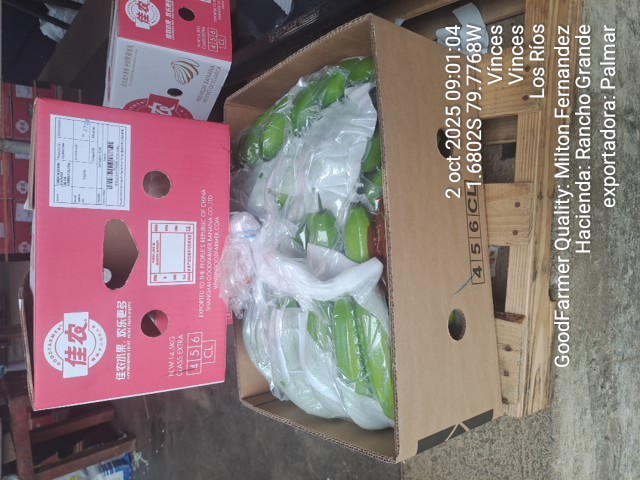 GOODFARMER
佳农
佳农水果, 欢乐更多
N.W 14.5KG
CLASS EXTRA
4 5 6
CL
EXPORTED TO THE PEOPLE'S REPUBLIC OF CHINA
SHANGHAI GOODFARMER BANANA CO.,LTD
WWW.GOODFARMER.COM
佳农
PREMIUM BANANA
4 5 6
CL
4 5 6 CL
2 oct 2025 09:01:04
1.6802S 79.7768W
Vínces
Vinces
Los Ríos
GoodFarmer Quality: Milton Fernandez
Hacienda: Rancho Grande
exportadora: Palmar